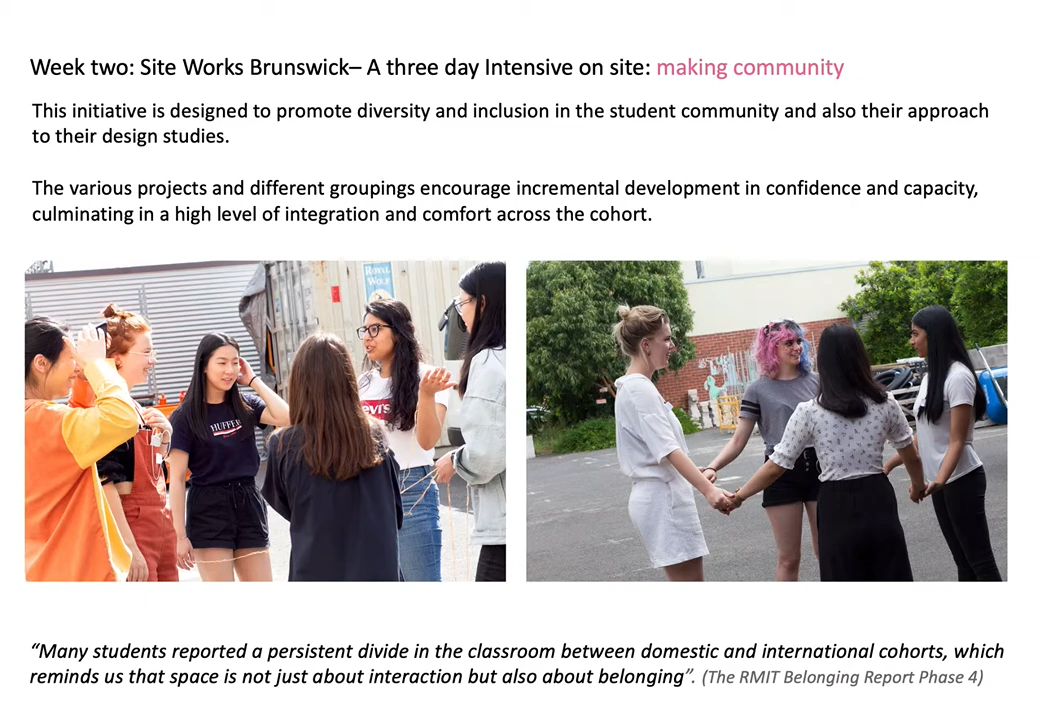 Week two: Site Works Brunswick– A three day Intensive on site: making community
This initiative is designed to promote diversity and inclusion in the student community and also their approach
to their design studies.
The various projects and different groupings encourage incremental development in confidence and capacity,
culminating in a high level of integration and comfort across the cohort.
ROYAL
WOLF
HUFFER
evi's
“Many students reported a persistent divide in the classroom between domestic and international cohorts, which
reminds us that space is not just about interaction but also about belonging”. (The RMIT Belonging Report Phase 4)